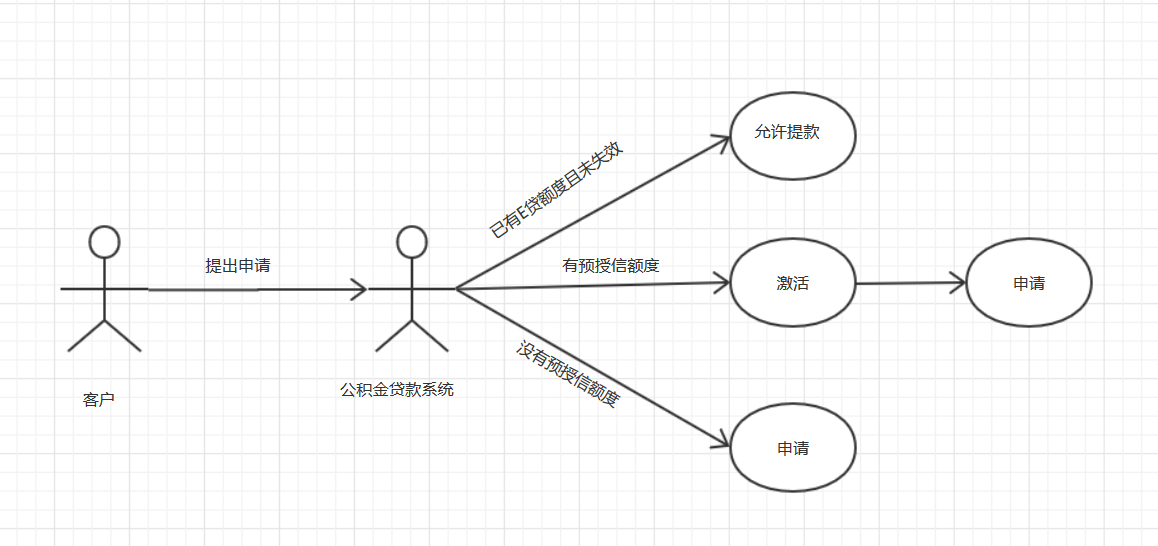 允许提款
已有E贷额度且未失效
提出申请
有预授信额度
激活
申请
没有预授信额度
客户
公积金贷款系统
申请